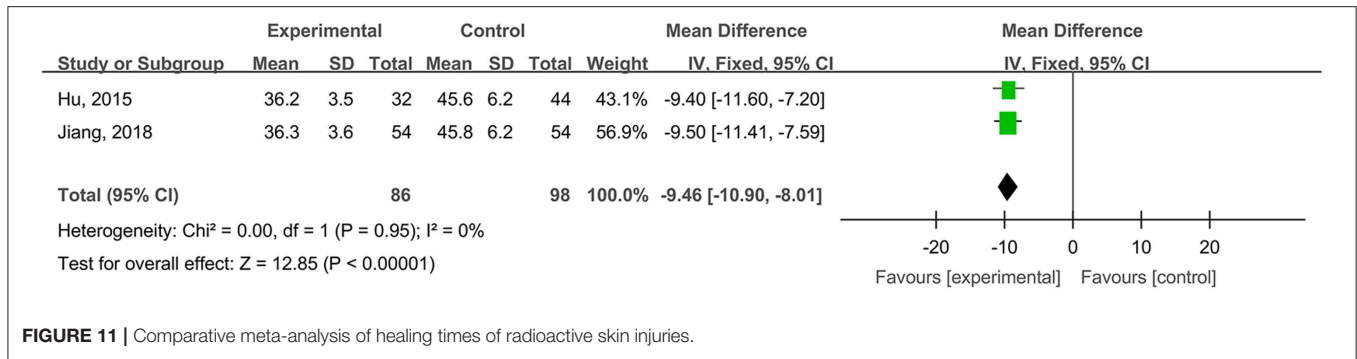 Experimental Control Mean Difference Mean Difference
Study or Subgroup Mean SD Total Mean SD Total Weight IV, Fixed, 95% CI IV, Fixed, 95% CI
Hu, 2015 36.2 3.5 32 45.6 6.2 44 43.1% -9.40 [-11.60, -7.20]
Jiang, 2018 36.3 3.6 54 45.8 6.2 54 56.9% -9.50 [-11.41, -7.59]
Total (95% CI) 86 98 100.0% -9.46 [-10.90, -8.01]
Heterogeneity: Chi² = 0.00, df = 1 (P = 0.95); I² = 0%
Test for overall effect: Z = 12.85 (P < 0.00001)
-20 -10 0 10 20
Favours [experimental] Favours [control]
FIGURE 11 | Comparative meta-analysis of healing times of radioactive skin injuries.